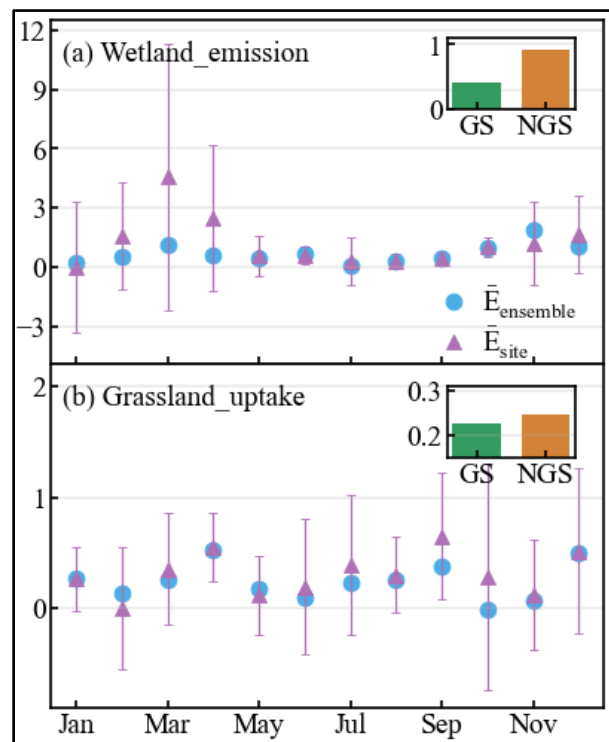 (a) Wetland_emission
12
9
6
3
0
−3
1
0
GS NGS
Ēensemble
Ēsite
(b) Grassland_uptake
2
1
0
0.3
0.2
GS NGS
Jan Mar May Jul Sep Nov